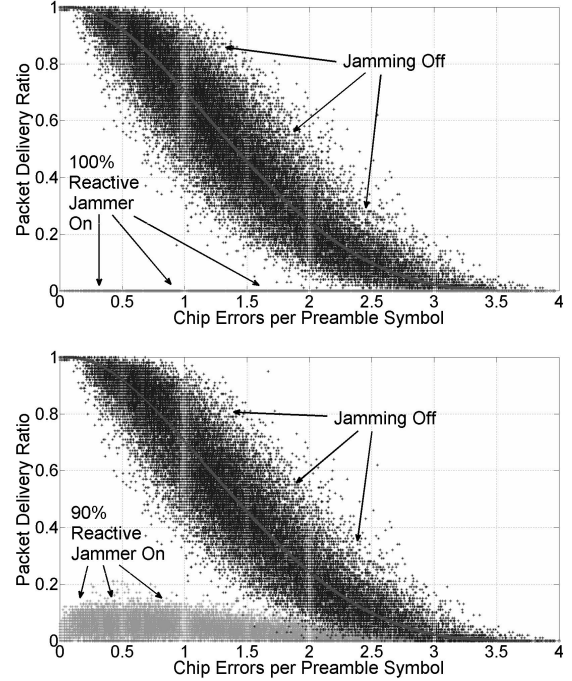 1
0.8
0.6
0.4
0.2
0
Packet Delivery Ratio
Jamming Off
100%
Reactive
Jammer
On
0 0.5 1 1.5 2 2.5 3 3.5 4
Chip Errors per Preamble Symbol
1
0.8
0.6
0.4
0.2
0
Packet Delivery Ratio
Jamming Off
90%
Reactive
Jammer On
0 0.5 1 1.5 2 2.5 3 3.5 4
Chip Errors per Preamble Symbol